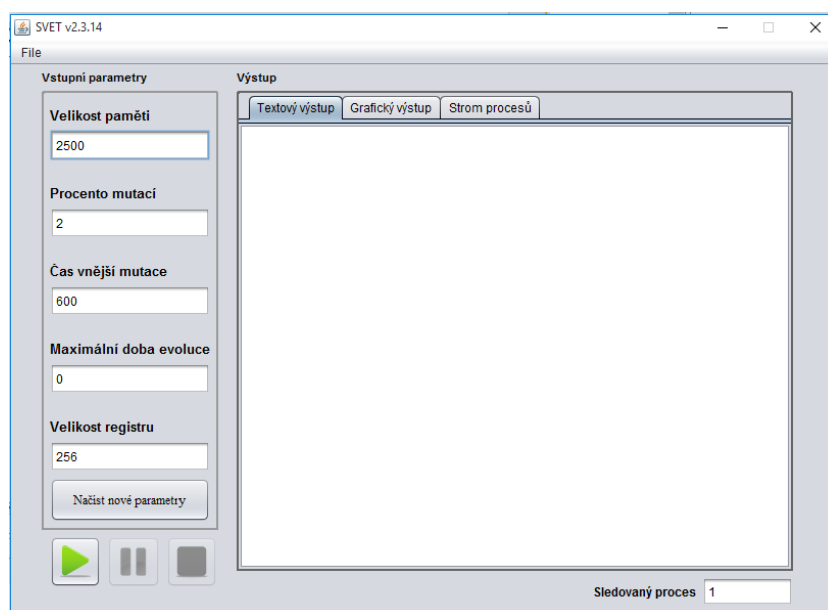 SVET v2.3.14
File
Vstupní parametry
Velikost paměti
2500
Procento mutací
2
Čas vnější mutace
600
Maximální doba evoluce
0
Velikost registru
256
Načíst nové parametry
Výstup
Textový výstup Grafický výstup Strom procesů
Sledovaný proces 1